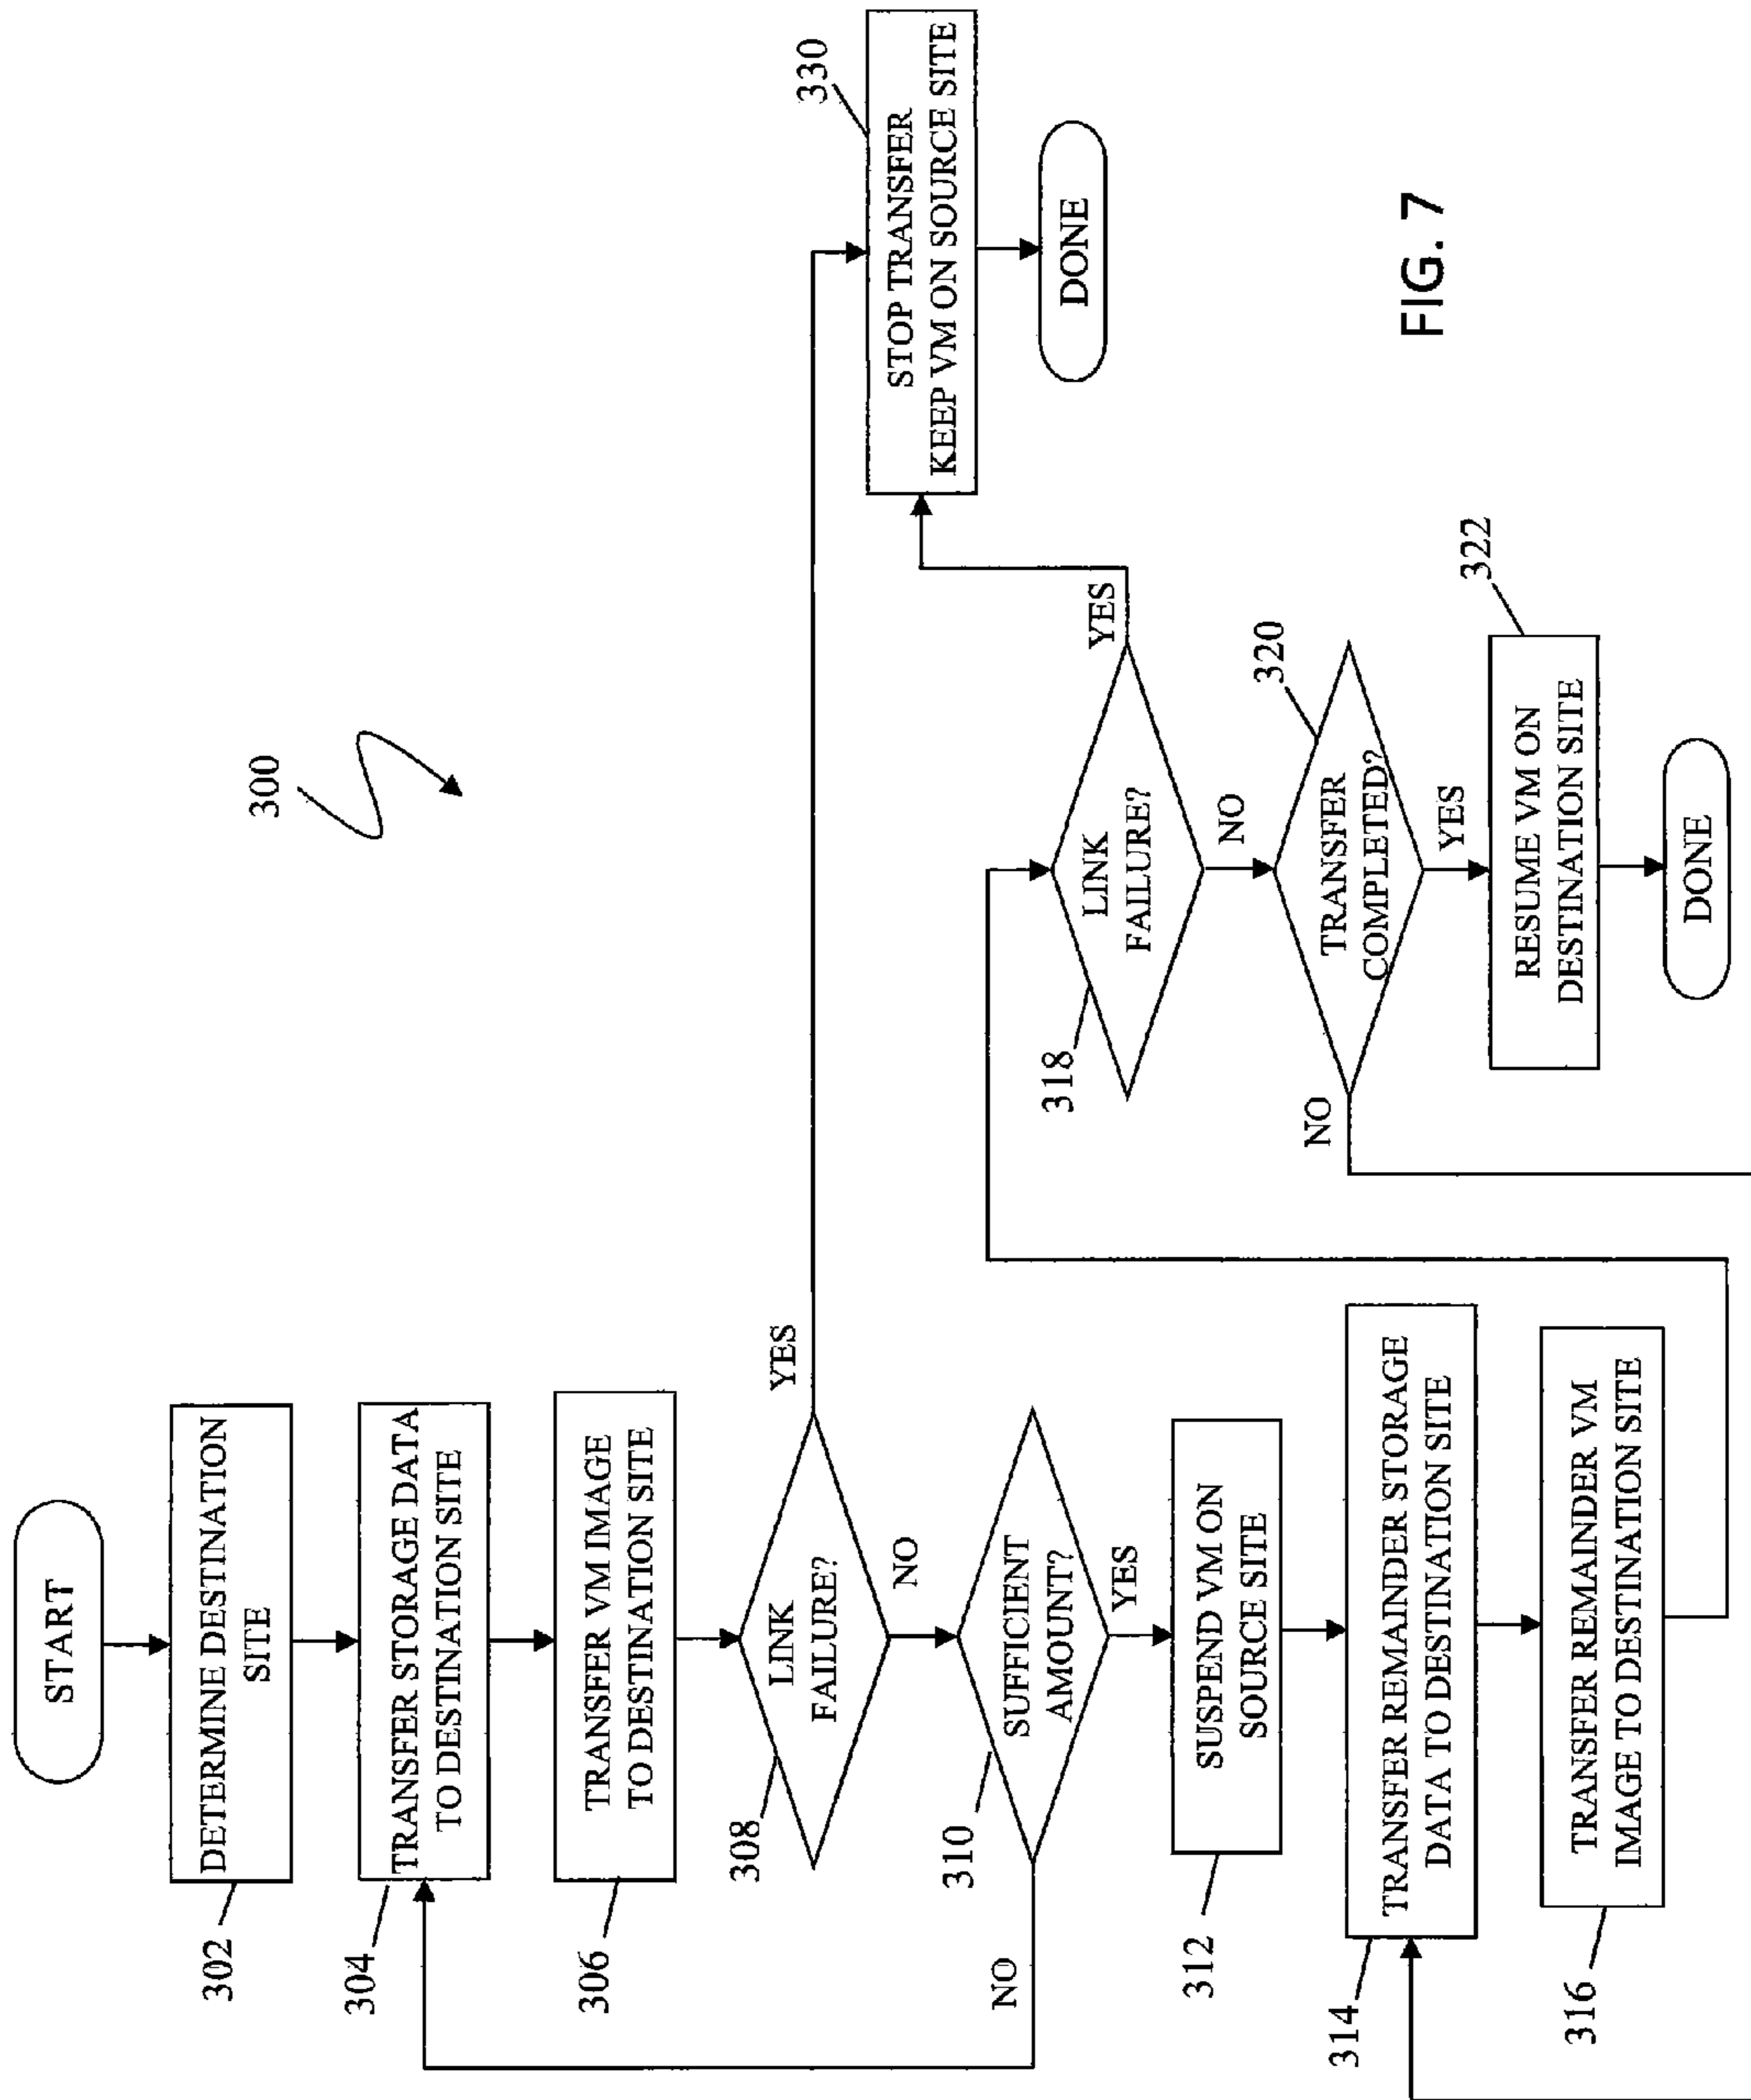 START
302
DETERMINE DESTINATION
SITE
304
TRANSFER STORAGE DATA
TO DESTINATION SITE
306
TRANSFER VM IMAGE
TO DESTINATION SITE
308
LINK
FAILURE?
YES
NO
310
SUFFICIENT
AMOUNT?
NO
YES
312
SUSPEND VM ON
SOURCE SITE
314
TRANSFER REMAINDER STORAGE
DATA TO DESTINATION SITE
316
TRANSFER REMAINDER VM
IMAGE TO DESTINATION SITE
300
318
LINK
FAILURE?
YES
NO
320
TRANSFER
COMPLETED?
NO
YES
322
RESUME VM ON
DESTINATION SITE
DONE
330
STOP TRANSFER
KEEP VM ON SOURCE SITE
DONE
FIG. 7